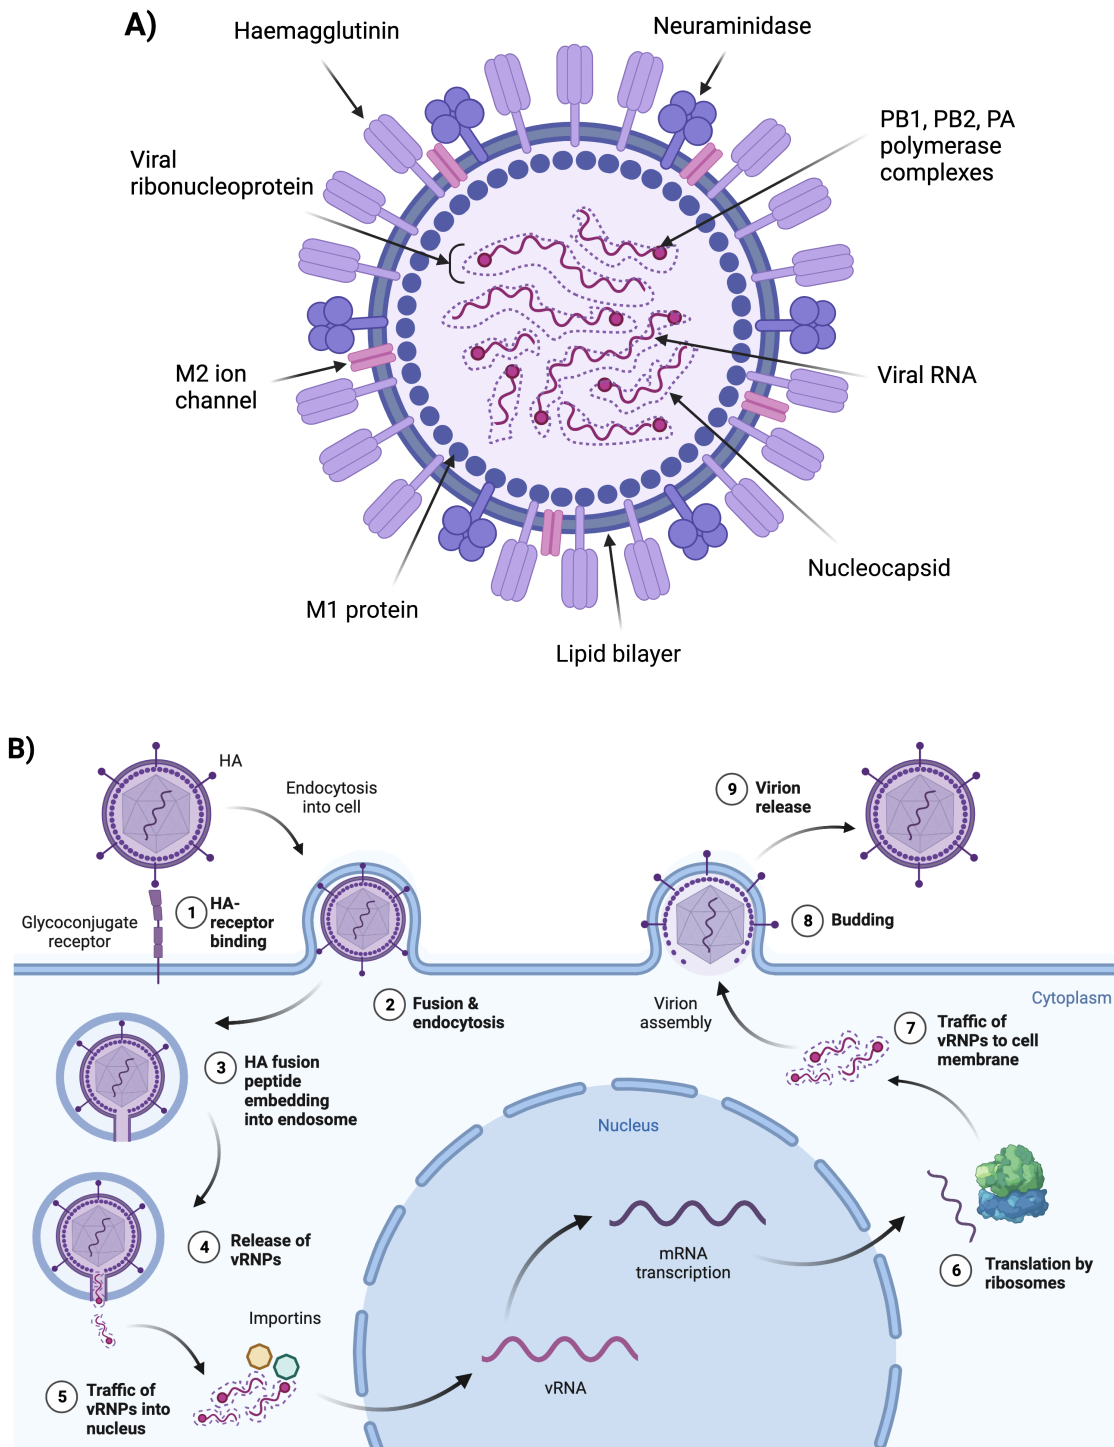 A)
Haemagglutinin
Neuraminidase
PB1, PB2, PA
polymerase
complexes
Viral
ribonucleoprotein
M2 ion
channel
Viral RNA
Nucleocapsid
M1 protein
Lipid bilayer
B)
HA
Endocytosis
into cell
9 Virion
release
Glycoconjugate
receptor
1 HA-
receptor
binding
8 Budding
2 Fusion &
endocytosis
Virion
assembly
Cytoplasm
7 Traffic of
vRNPs to cell
membrane
3 HA fusion
peptide
embedding
into endosome
Nucleus
4 Release of
vRNPs
mRNA
transcription
6 Translation by
ribosomes
Importins
5 Traffic of
vRNPs into
nucleus
vRNA